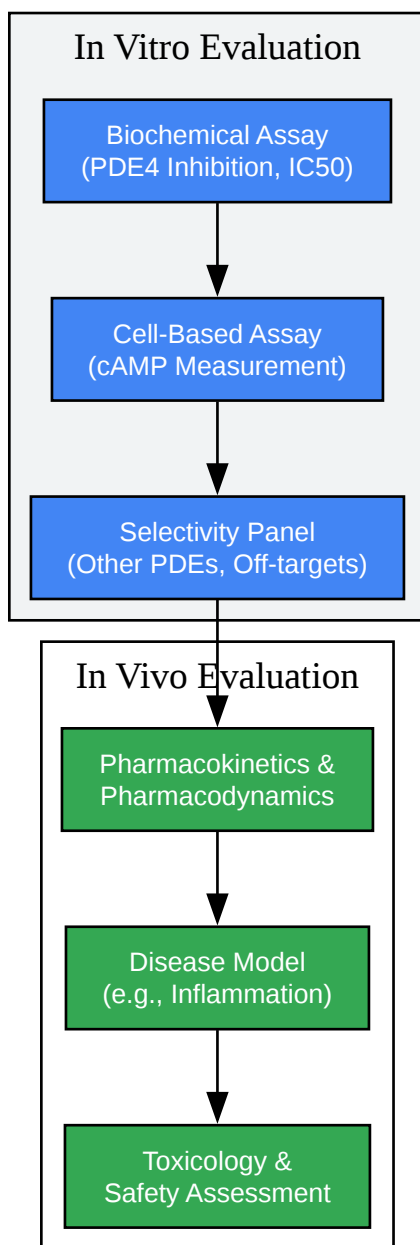 In Vitro Evaluation
Biochemical Assay
(PDE4 Inhibition, IC50)
Cell-Based Assay
(cAMP Measurement)
Selectivity Panel
(Other PDEs, Off-targets)
In Vivo Evaluation
Pharmacokinetics &
Pharmacodynamics
Disease Model
(e.g., Inflammation)
Toxicology &
Safety Assessment